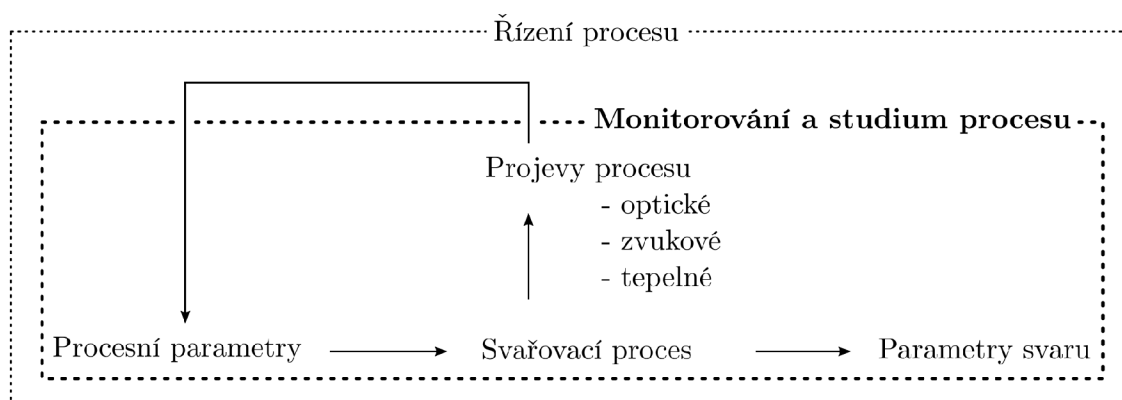 Řízení procesu
Monitorování a studium procesu
Projevy procesu
- optické
- zvukové
- tepelné
Procesní parametry
Svařovací proces
Parametry svaru